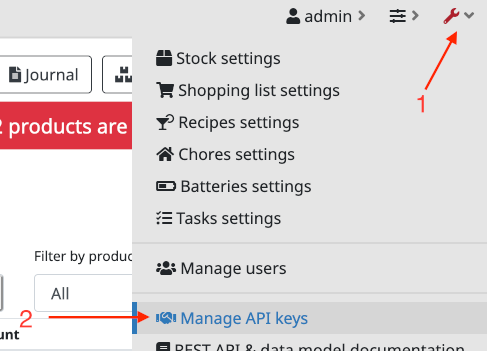 admin
Journal
1
2 products are
Stock settings
Shopping list settings
Recipes settings
Chores settings
Batteries settings
Tasks settings
Filter by produc
Manage users
All
2
Manage API keys
unt
REST API & data model documentation